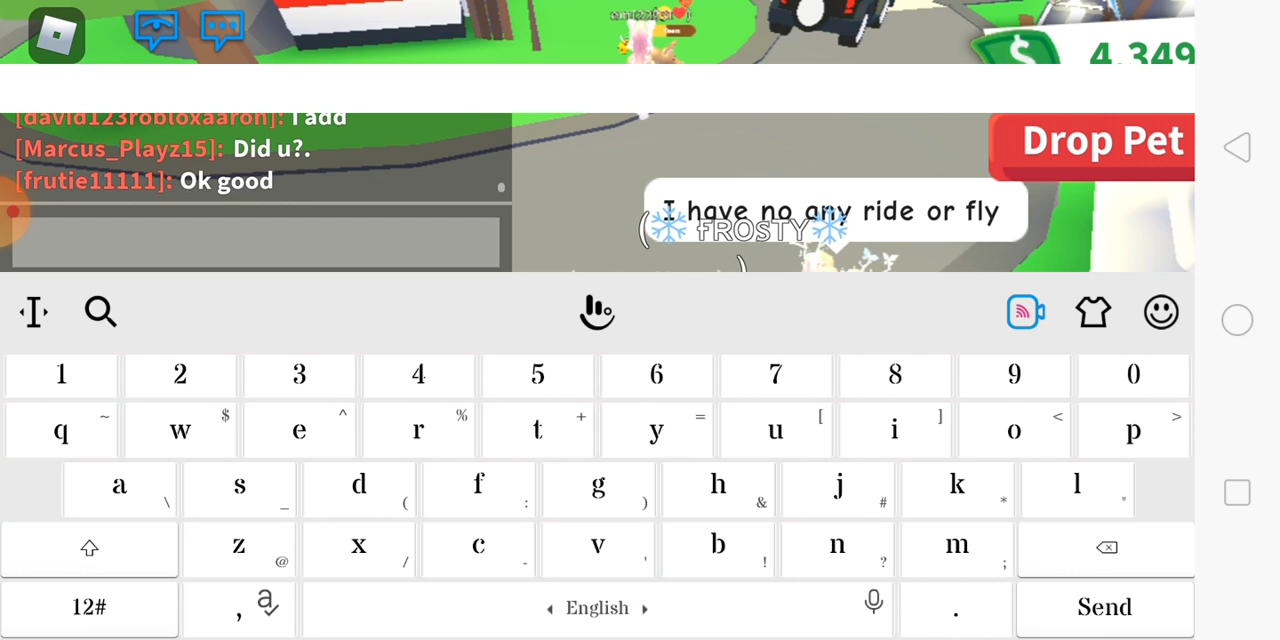 4,349
[david123robloxaaron]: I add
[Marcus_Playz15]: Did u?.
[frutie11111]: Ok good
Drop Pet
I have no any ride or fly
(❄️ ꞘROsTY❄️
)
1 2 3 4 5 6 7 8 9 0
q ~ w $ e ^ r % t + y = u [ i ] o < p >
a \ s _ d ( f : g ) h & j # k * l "
z @ x / c - v ' b ! n ? m ;
12# , English . Send